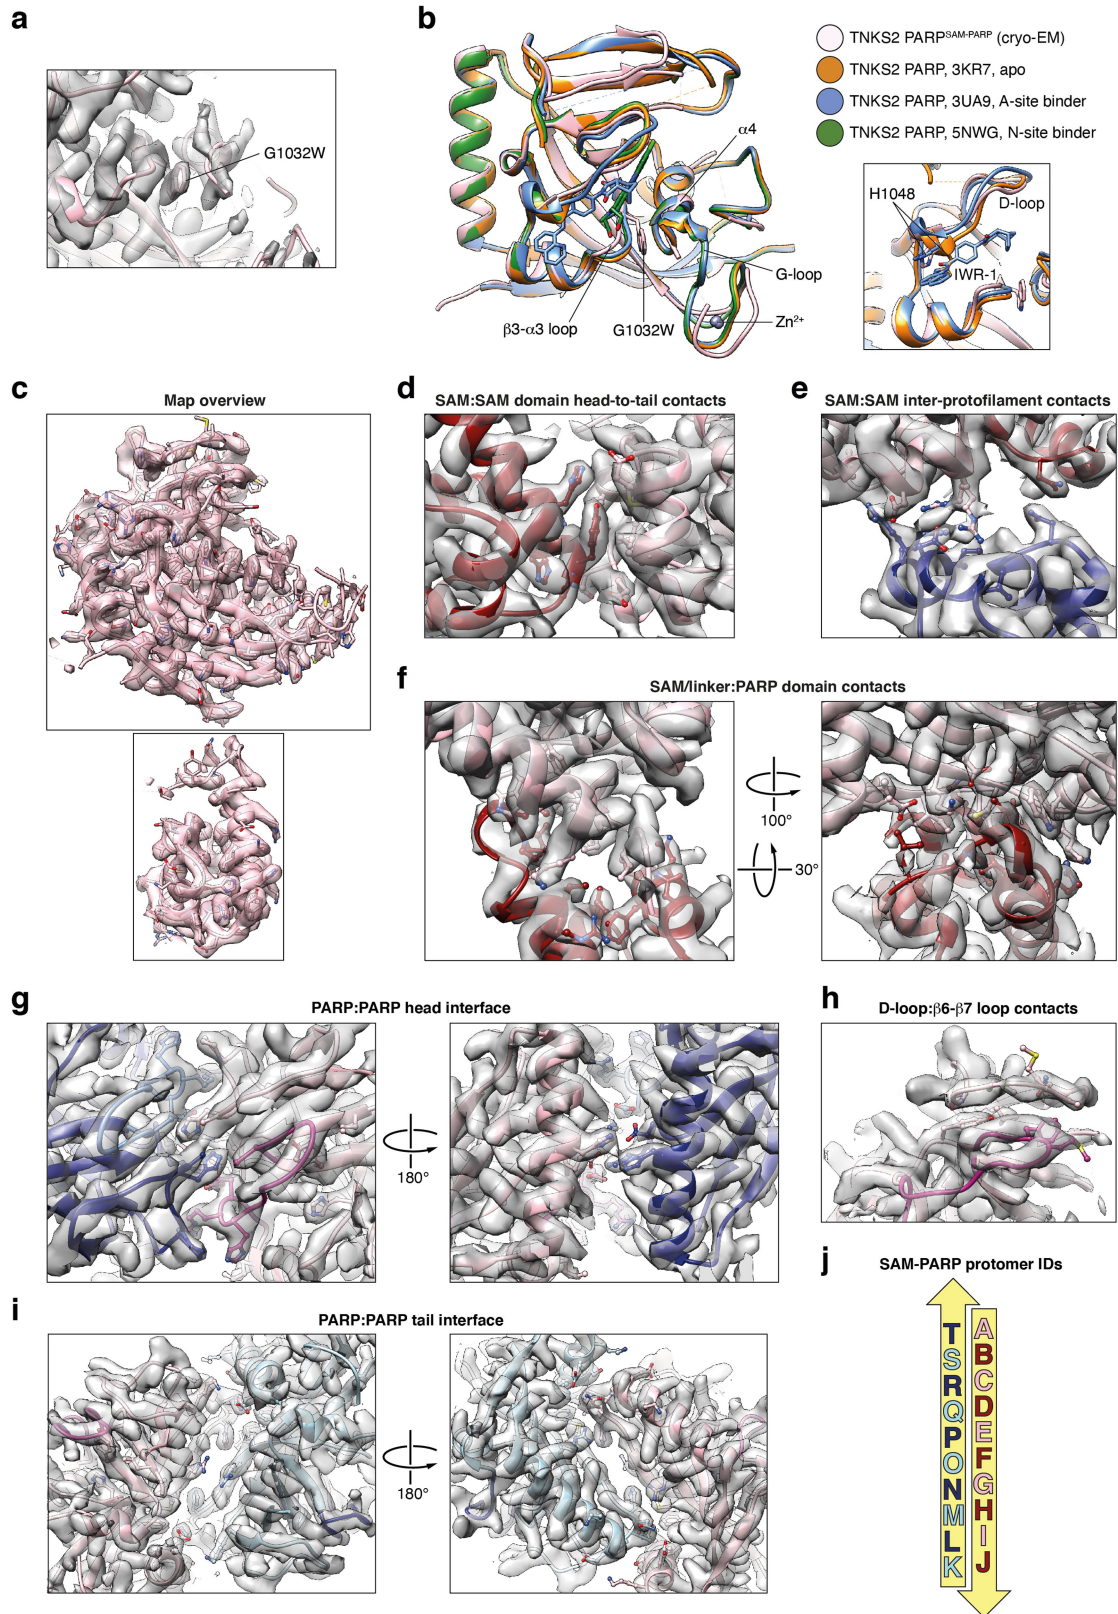 a
G1032W
b
α4
G-loop
Zn2+
β3-α3 loop
G1032W
TNKS2 PARPSAM-PARP (cryo-EM)
TNKS2 PARP, 3KR7, apo
TNKS2 PARP, 3UA9, A-site binder
TNKS2 PARP, 5NWG, N-site binder
H1048
D-loop
IWR-1
c
Map overview
d
SAM:SAM domain head-to-tail contacts
e
SAM:SAM inter-protofilament contacts
f
SAM/linker:PARP domain contacts
100°
30°
g
PARP:PARP head interface
180°
h
D-loop:β6-β7 loop contacts
i
PARP:PARP tail interface
180°
j
SAM-PARP protomer IDs
T
S
R
Q
P
O
N
M
L
K
A
B
C
D
E
F
G
H
I
J